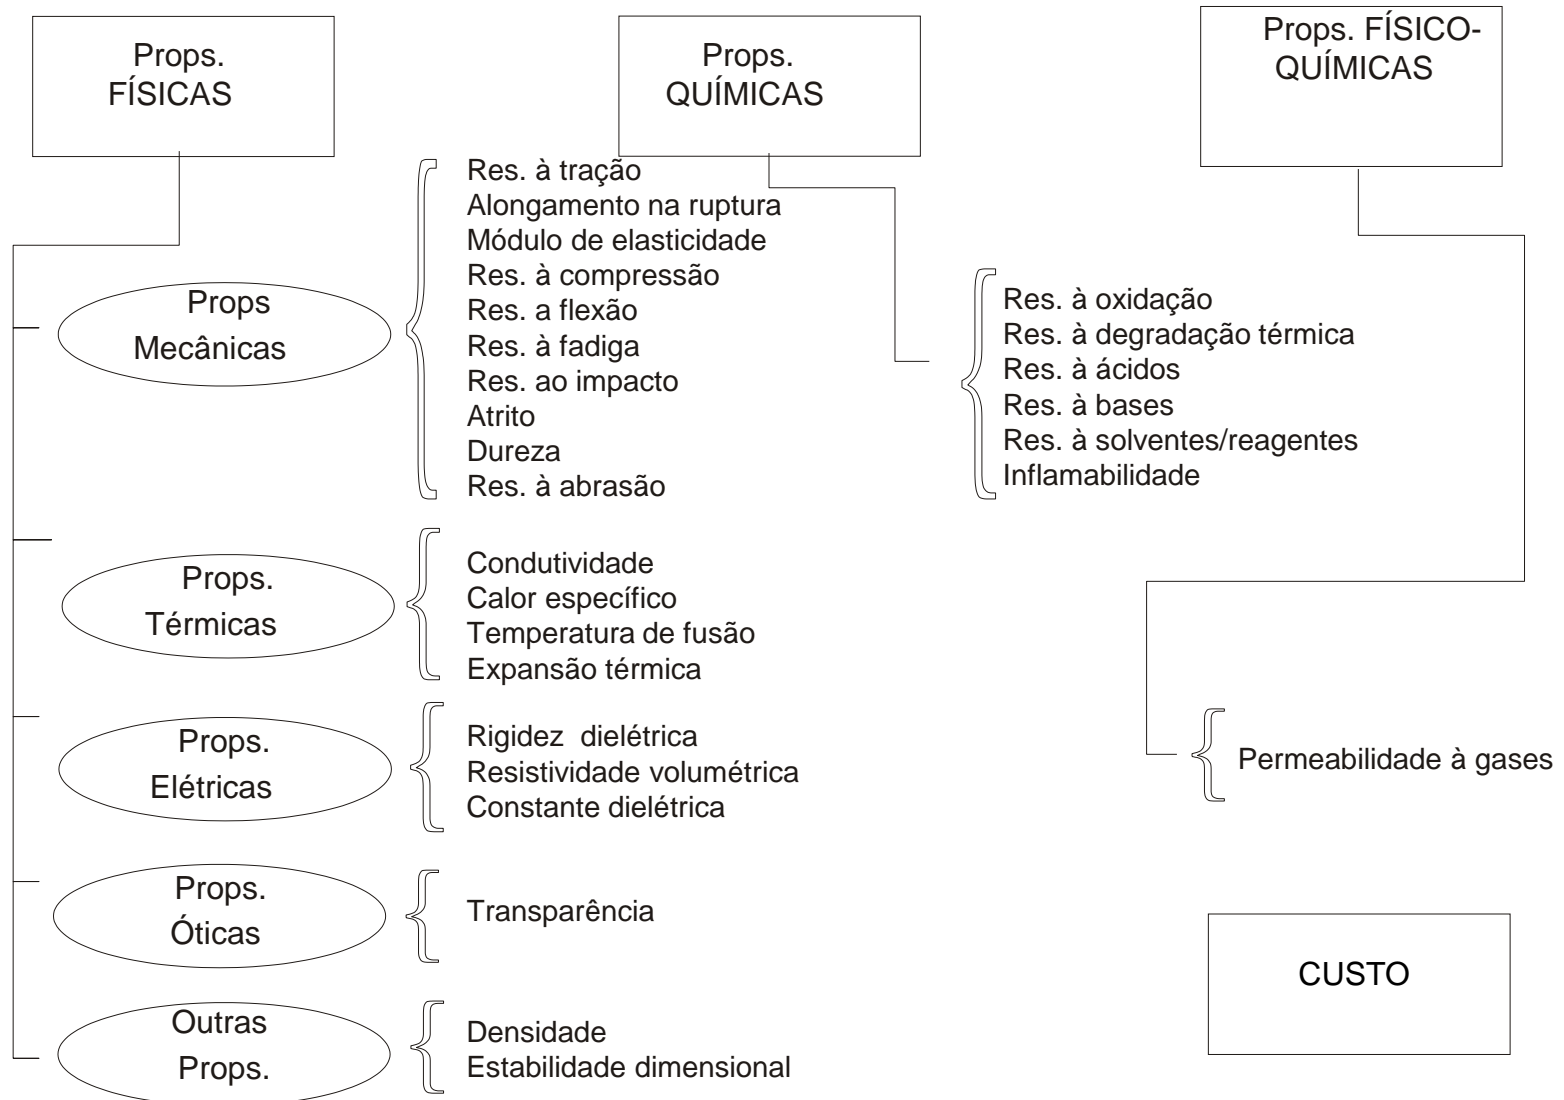 Props.
FÍSICAS
Props.
QUÍMICAS
Props. FÍSICO-
QUÍMICAS
Props
Mecânicas
Res. à tração
Alongamento na ruptura
Módulo de elasticidade
Res. à compressão
Res. a flexão
Res. à fadiga
Res. ao impacto
Atrito
Dureza
Res. à abrasão
Res. à oxidação
Res. à degradação térmica
Res. à ácidos
Res. à bases
Res. à solventes/reagentes
Inflamabilidade
Props.
Térmicas
Condutividade
Calor específico
Temperatura de fusão
Expansão térmica
Props.
Elétricas
Rigidez dielétrica
Resistividade volumétrica
Constante dielétrica
Permeabilidade à gases
Props.
Óticas
Transparência
CUSTO
Outras
Props.
Densidade
Estabilidade dimensional